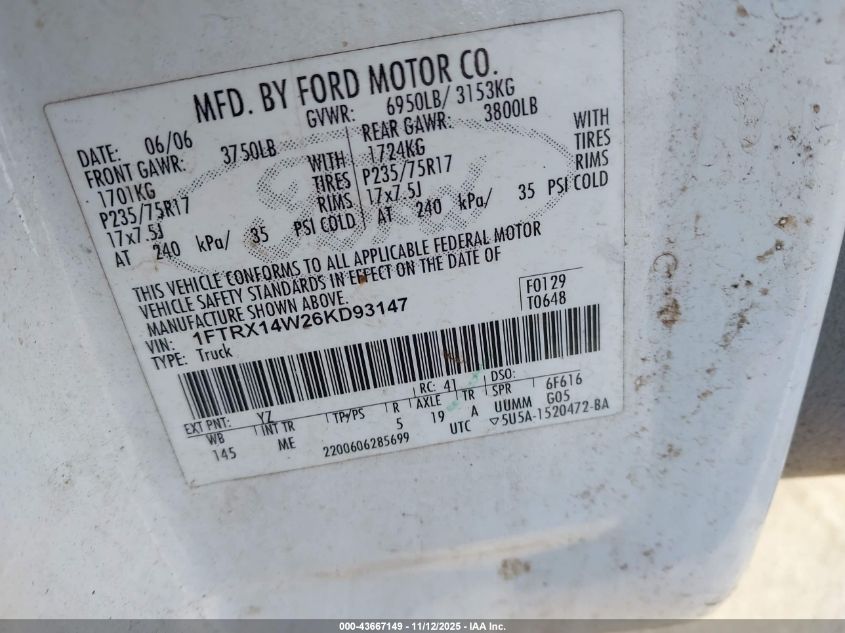 MFD. BY FORD MOTOR CO.
DATE: 06/06 GVWR: 6950LB/ 3153KG
FRONT GAWR: 3750LB REAR GAWR: 3800LB
1701KG WITH 1724KG WITH
P235/75R17 TIRES P235/75R17 TIRES
17x7.5J RIMS 17x7.5J RIMS
AT 240 kPa/ 35 PSI COLD AT 240 kPa/ 35 PSI COLD
THIS VEHICLE CONFORMS TO ALL APPLICABLE FEDERAL MOTOR
VEHICLE SAFETY STANDARDS IN EFFECT ON THE DATE OF
MANUFACTURE SHOWN ABOVE.
VIN: 1FTRX14W26KD93147 F0129
TYPE: Truck T0648
EXT PNT: YZ RC: 41 DSO:
WB INT TR TP/PS R AXLE TR SPR 6F616
145 ME 5 19 A UUMM G05
2200606285699 UTC ▽5U5A-1520472-BA
000-43667149 - 11/12/2025 - IAA Inc.